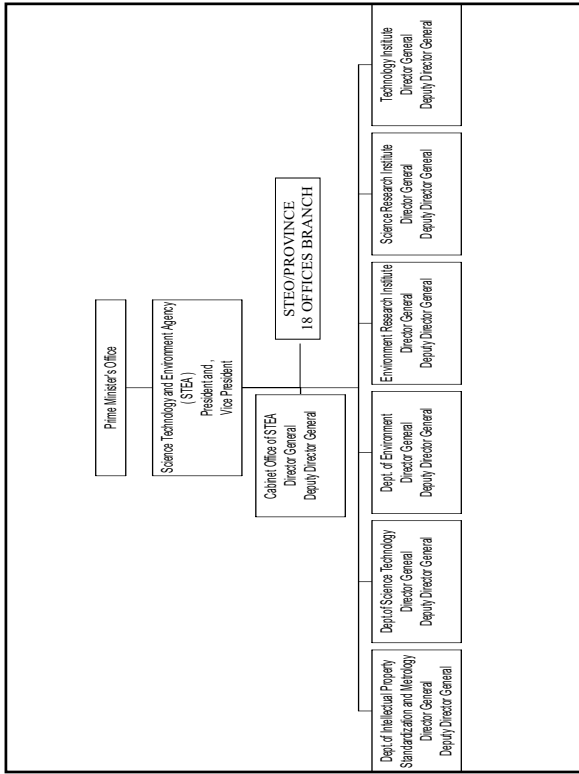 Prime Minister's Office
Science Technology and Environment Agency
( STEA )
President and ,
Vice President
STEO/PROVINCE
18 OFFICES BRANCH
Cabinet Office of STEA
Director General
Deputy Director General
Dept.of Intellectual Property
Standardization and Metrology
Director General
Deputy Director General
Dept.of Science Technology
Director General
Deputy Director General
Dept. of Environment
Director General
Deputy Director General
Environment Research Institute
Director General
Deputy Director General
Science Research Institute
Director General
Deputy Director General
Technology Institute
Director General
Deputy Director General